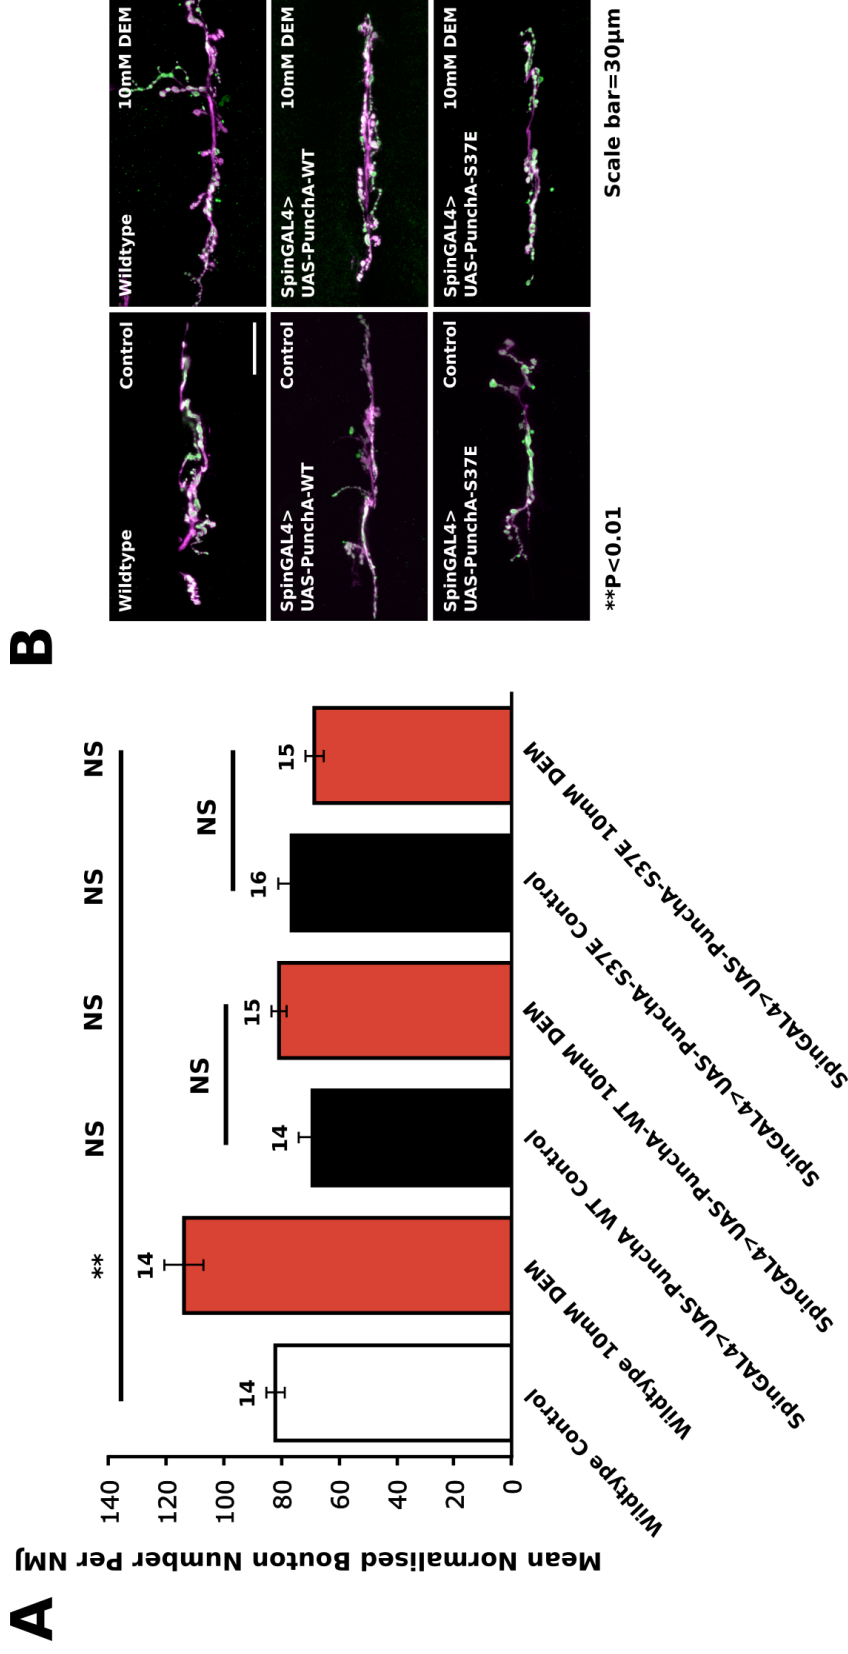 A
Mean Normalised Bouton Number Per NMJ
140
120
100
80
60
40
20
0
** NS NS NS NS
NS NS
14
14
14
15
16
15
Wildtype Control
Wildtype 10mM DEM
SpinGAL4>UAS-PunchA WT Control
SpinGAL4>UAS-PunchA-WT 10mM DEM
SpinGAL4>UAS-PunchA-S37E Control
SpinGAL4>UAS-PunchA-S37E 10mM DEM
B
Wildtype Control
Wildtype 10mM DEM
SpinGAL4>
UAS-PunchA-WT
Control
SpinGAL4>
UAS-PunchA-WT
10mM DEM
SpinGAL4>
UAS-PunchA-S37E
Control
SpinGAL4>
UAS-PunchA-S37E
10mM DEM
**P<0.01
Scale bar=30μm